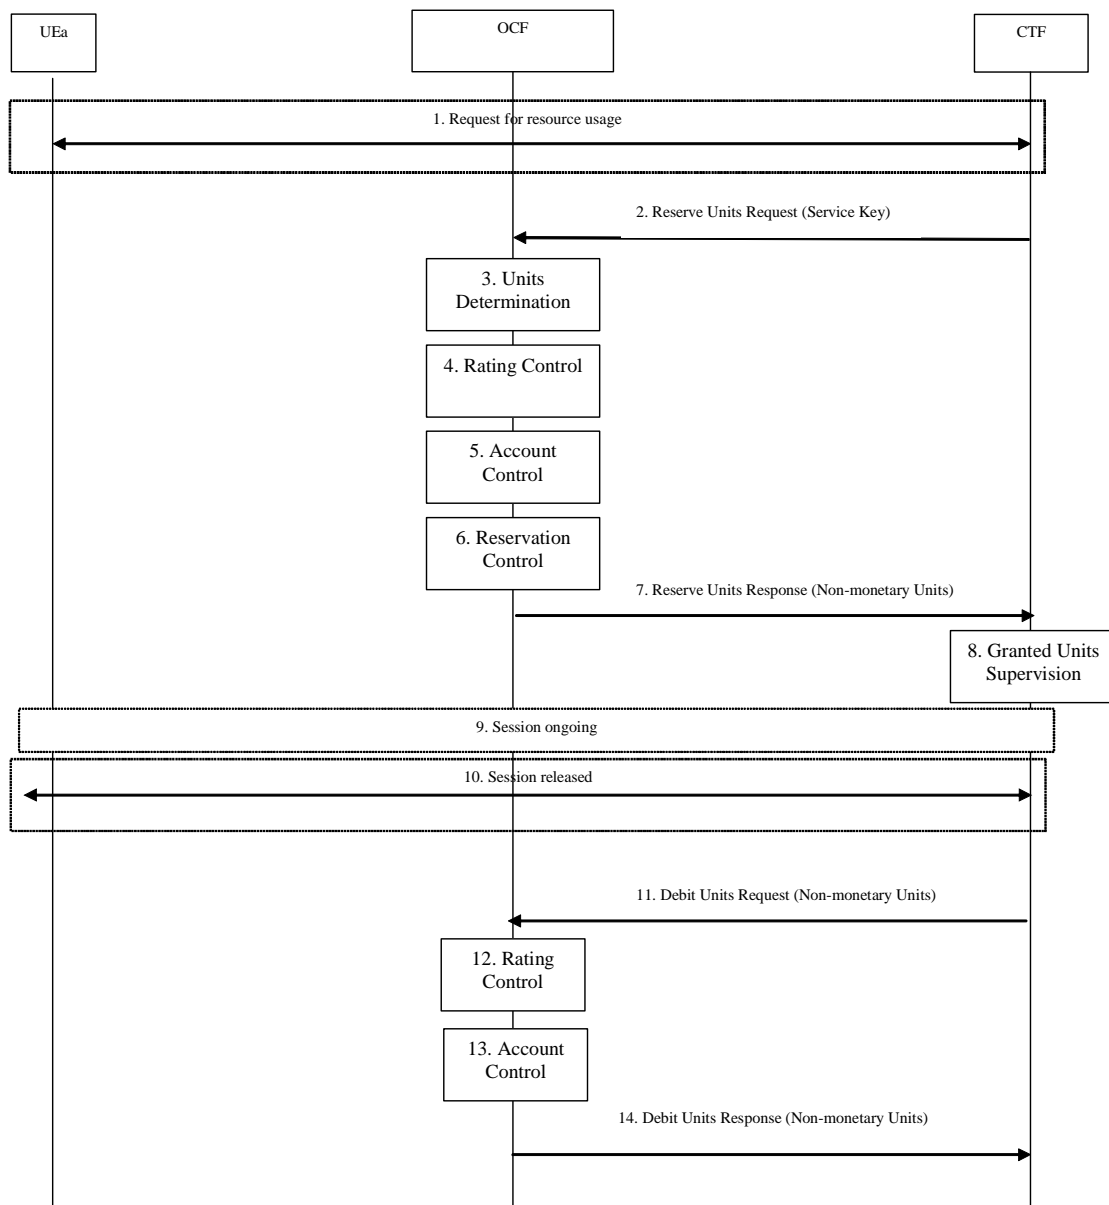 UEa
OCF
CTF
1. Request for resource usage
2. Reserve Units Request (Service Key)
3. Units
Determination
4. Rating Control
5. Account
Control
6. Reservation
Control
7. Reserve Units Response (Non-monetary Units)
8. Granted Units
Supervision
9. Session ongoing
10. Session released
11. Debit Units Request (Non-monetary Units)
12. Rating
Control
13. Account
Control
14. Debit Units Response (Non-monetary Units)